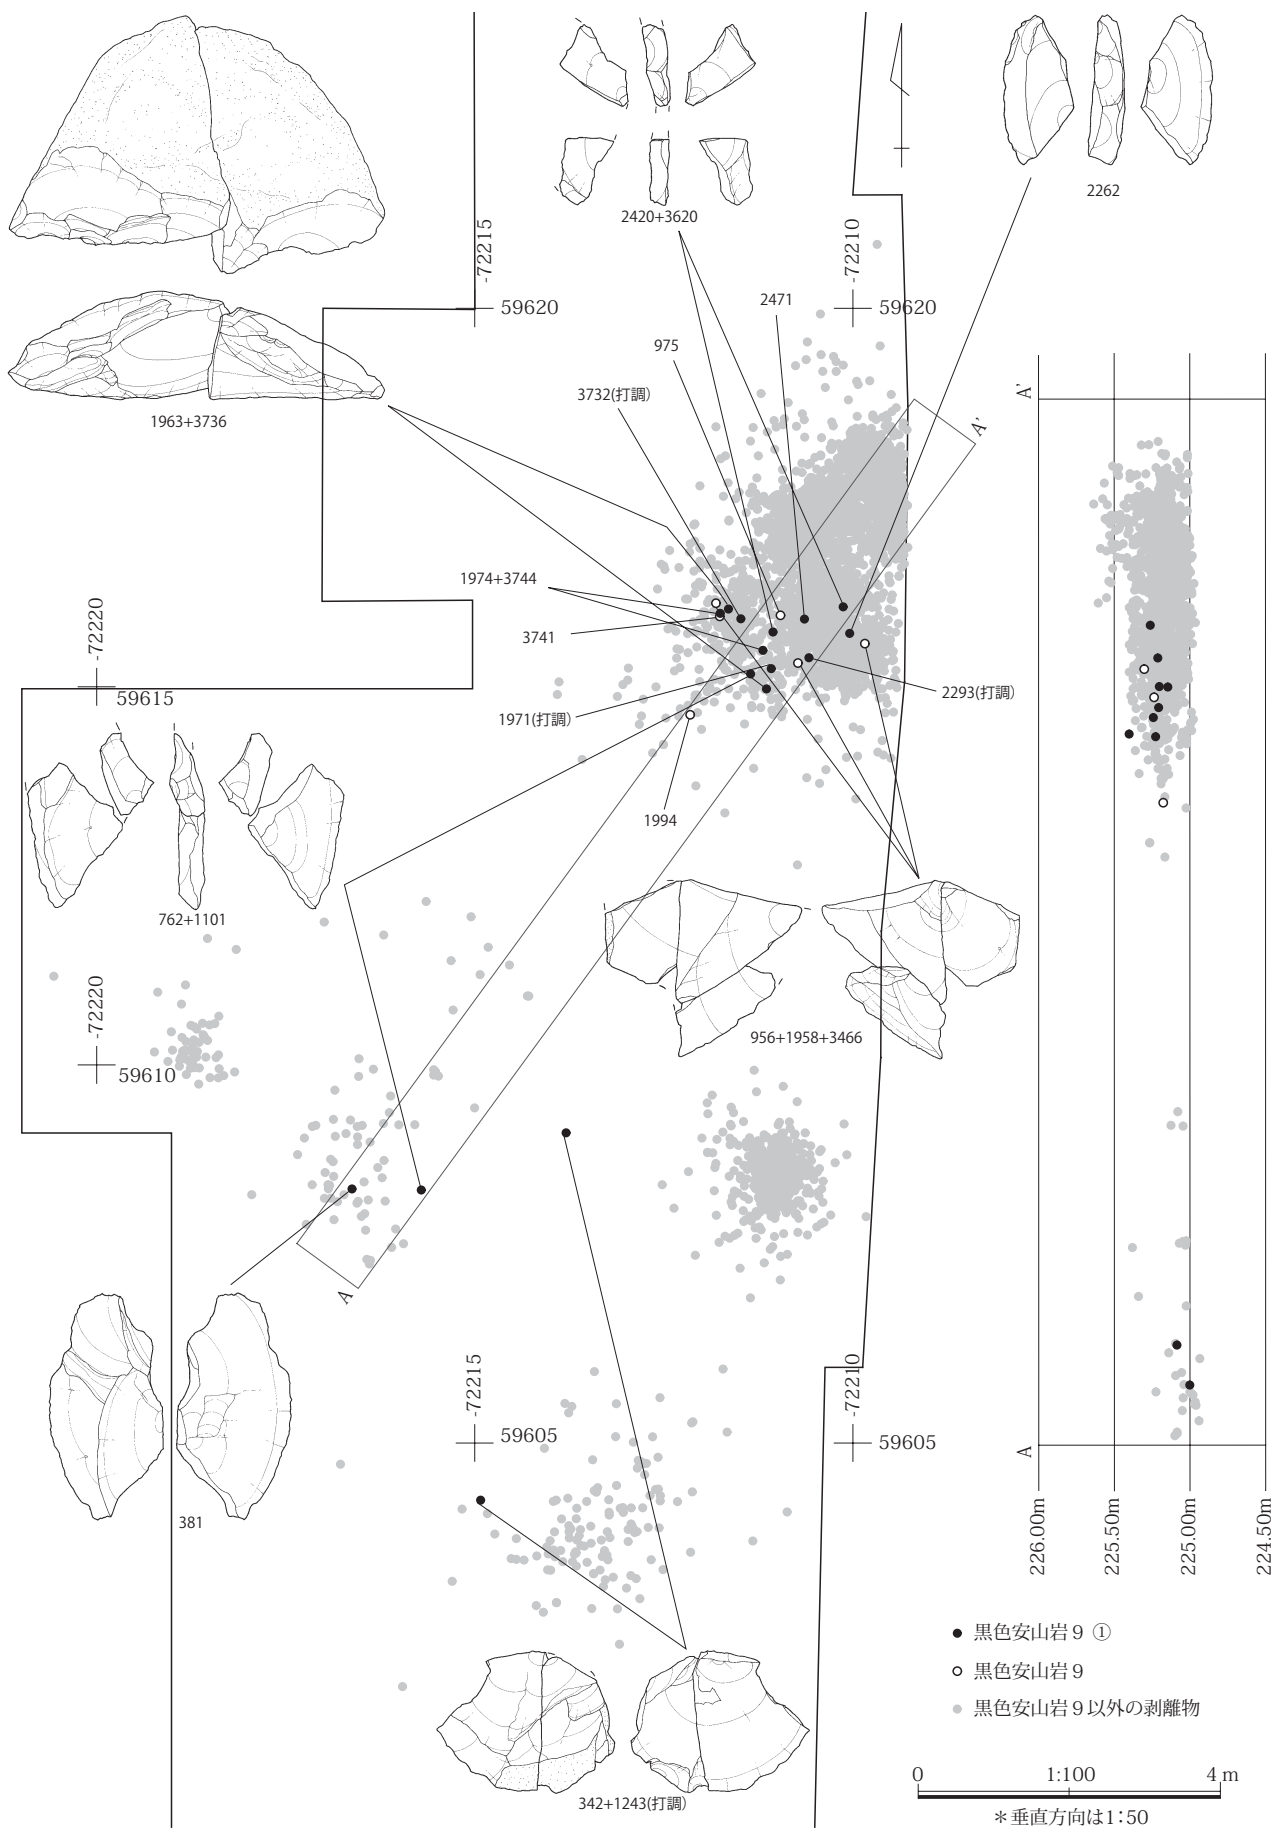 2420+3620
2262
-72215
59620
-72210
59620
2471
975
3732(打調)
1963+3736
A'
A'
1974+3744
3741
-72220
59615
2293(打調)
1971(打調)
1994
762+1101
-72220
59610
956+1958+3466
A
381
-72215
59605
-72210
59605
A
226.00m
225.50m
225.00m
224.50m
342+1243(打調)
● 黒色安山岩9 ①
○ 黒色安山岩9
● 黒色安山岩9以外の剥離物
0 1:100 4 m
＊垂直方向は1:50